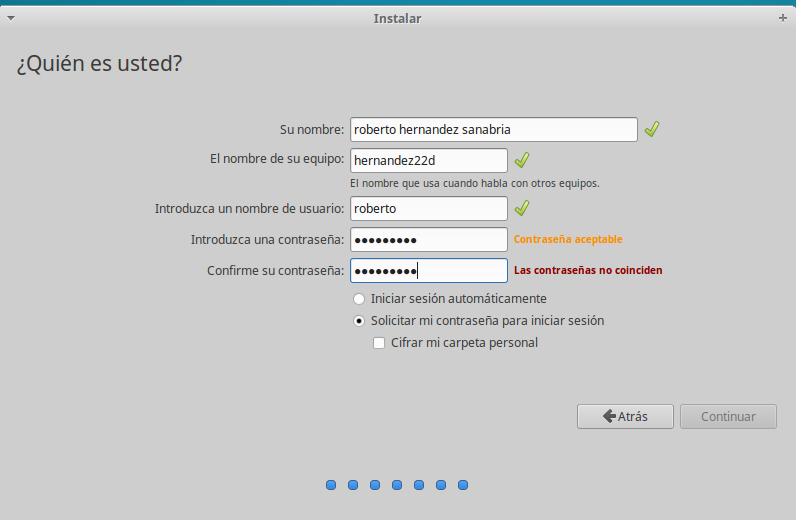 Instalar
¿Quién es usted?
Su nombre: roberto hernandez sanabria
El nombre de su equipo: hernandez22d
El nombre que usa cuando habla con otros equipos.
Introduzca un nombre de usuario: roberto
Introduzca una contraseña: ●●●●●●●●● Contraseña aceptable
Confirme su contraseña: ●●●●●●●●● Las contraseñas no coinciden
Iniciar sesión automáticamente
Solicitar mi contraseña para iniciar sesión
Cifrar mi carpeta personal
Atrás Continuar